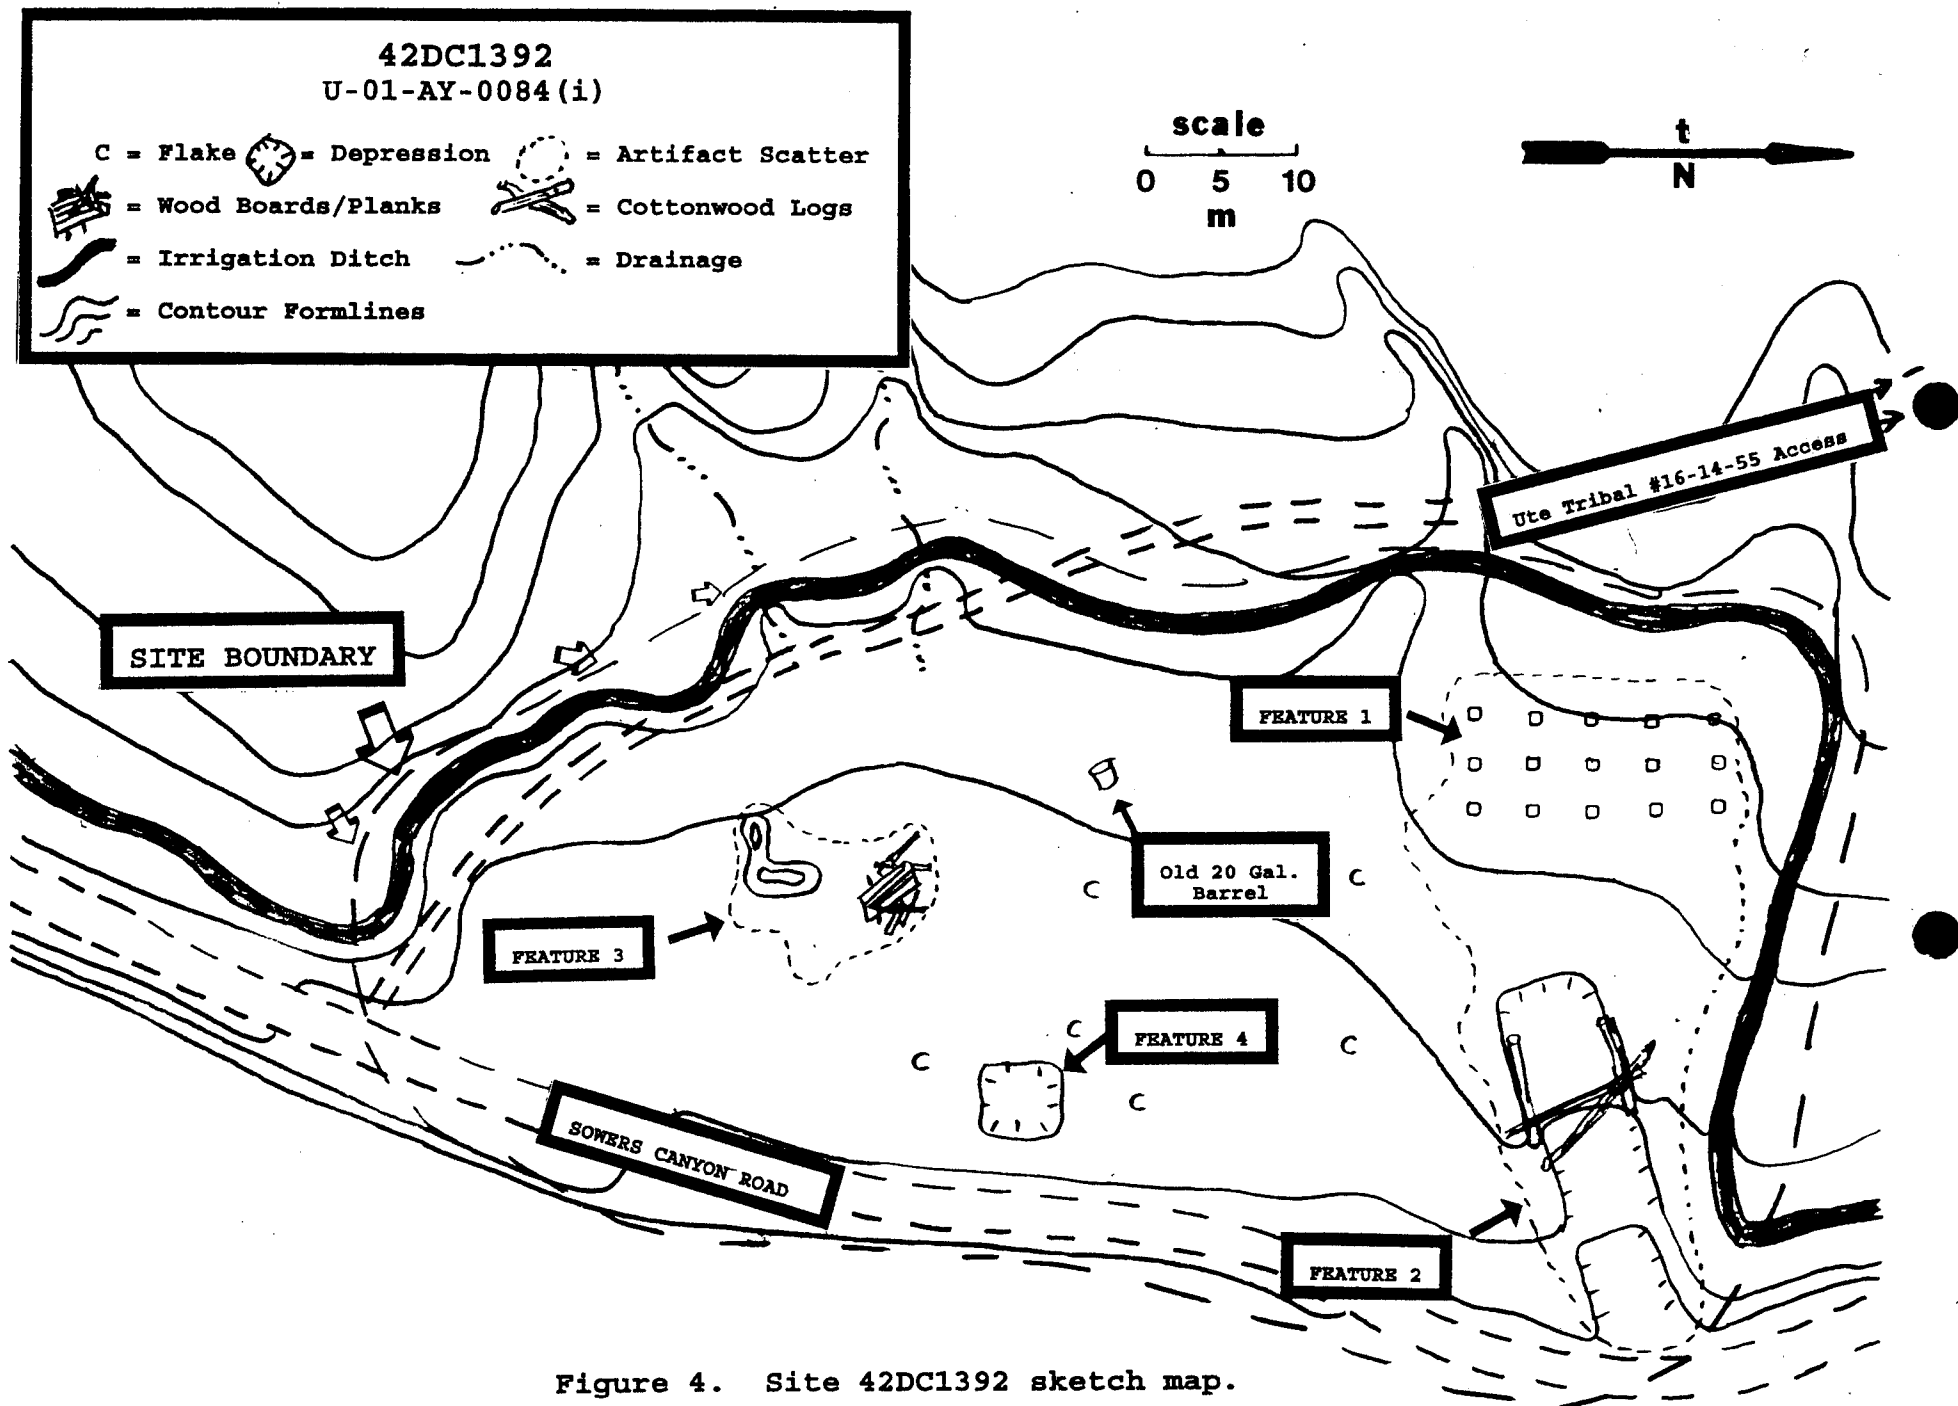 42DC1392
U-01-AY-0084(i)
C = Flake = Depression = Artifact Scatter
= Wood Boards/Planks = Cottonwood Logs
= Irrigation Ditch = Drainage
= Contour Formlines
scale
0 5 10
m
t
N
Ute Tribal #16-14-55 Access
SITE BOUNDARY
FEATURE 1
Old 20 Gal.
Barrel
C
C
FEATURE 3
C
FEATURE 4
C
C
C
SOWERS CANYON ROAD
FEATURE 2
Figure 4. Site 42DC1392 sketch map.